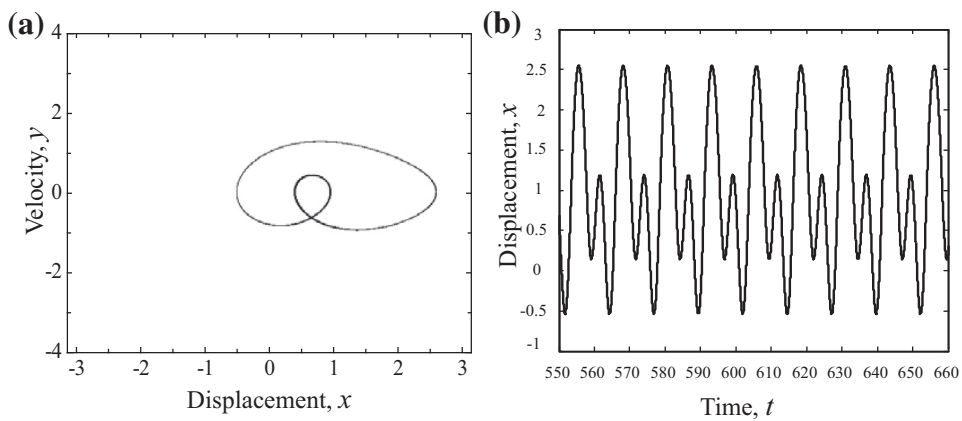 (a)
4
2
0
-2
-4
Velocity, y
-3 -2 -1 0 1 2 3
Displacement, x
(b)
3
2.5
2
1.5
1
0.5
0
-0.5
-1
Displacement, x
550 560 570 580 590 600 610 620 630 640 650 660
Time, t